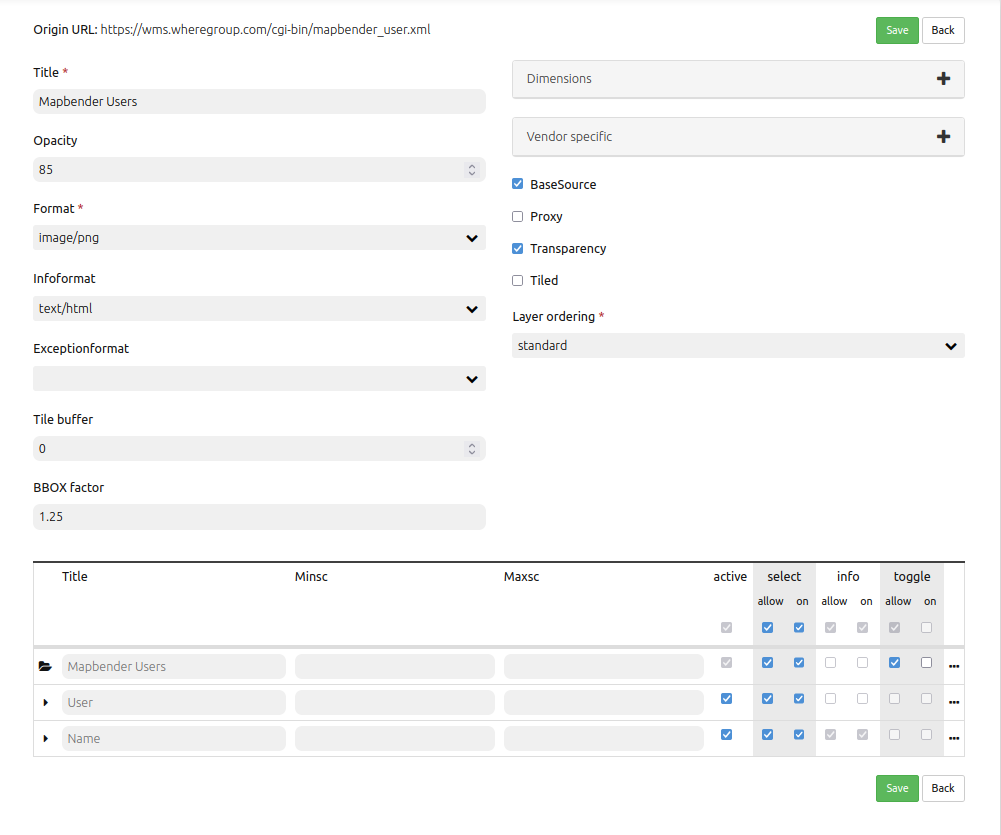 Origin URL: https://wms.wheregroup.com/cgi-bin/mapbender_user.xml
Save Back
Title *
Mapbender Users
Opacity
85
Format *
image/png
Infoformat
text/html
Exceptionformat
Tile buffer
0
BBOX factor
1.25
Dimensions
Vendor specific
BaseSource
Proxy
Transparency
Tiled
Layer ordering *
standard
Title Minsc Maxsc active select info toggle
allow on allow on allow on
Mapbender Users
User
Name
Save Back